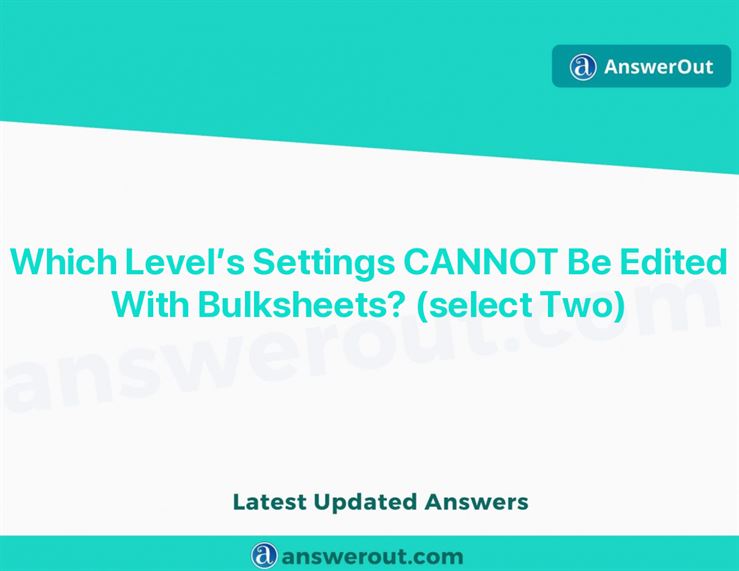 AnswerOut
Which Level’s Settings CANNOT Be Edited
With Bulksheets? (select Two)
answerout.com
Latest Updated Answers
answerout.com